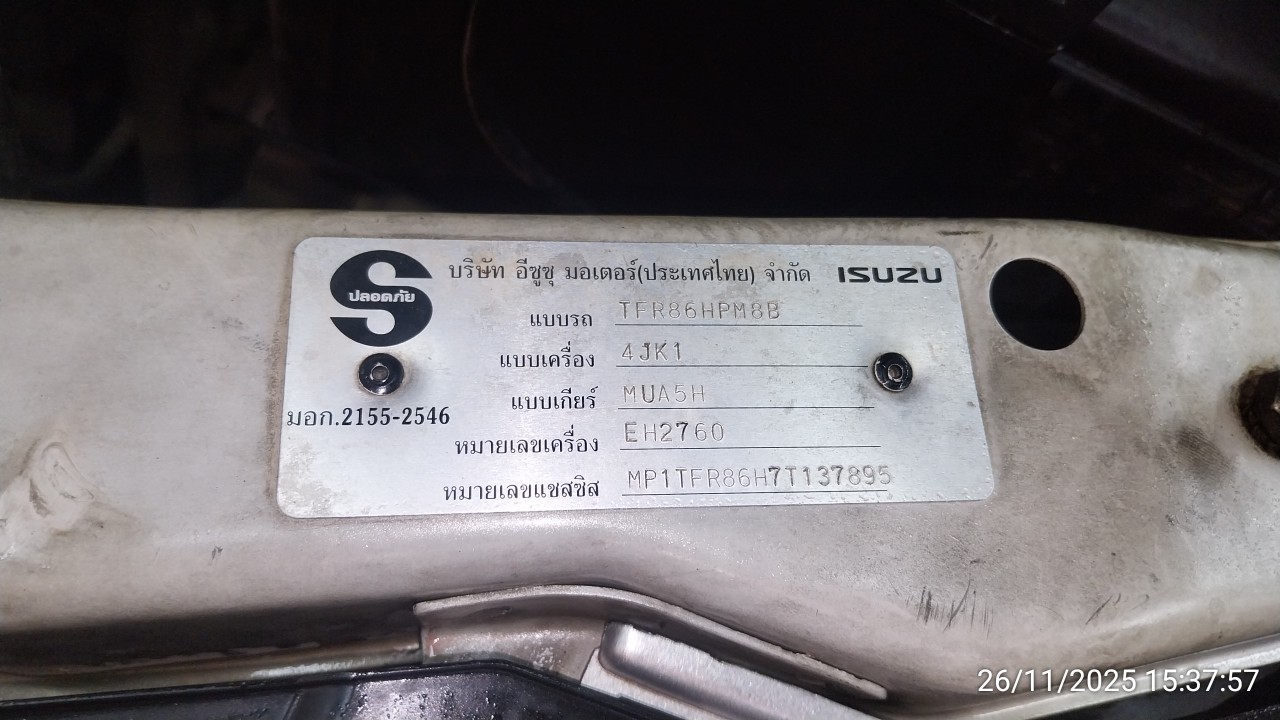 S
ปลอดภัย
บริษัท อีซูซุ มอเตอร์(ประเทศไทย) จำกัด ISUZU
แบบรถ TFR86HPM8B
แบบเครื่อง 4JK1
แบบเกียร์ MUA5H
มอก.2155-2546
หมายเลขเครื่อง EH2760
หมายเลขแชสซิส MP1TFR86H7T137895
26/11/2025 15:37:57